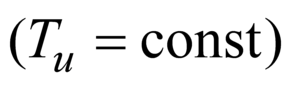 (T_u = const)